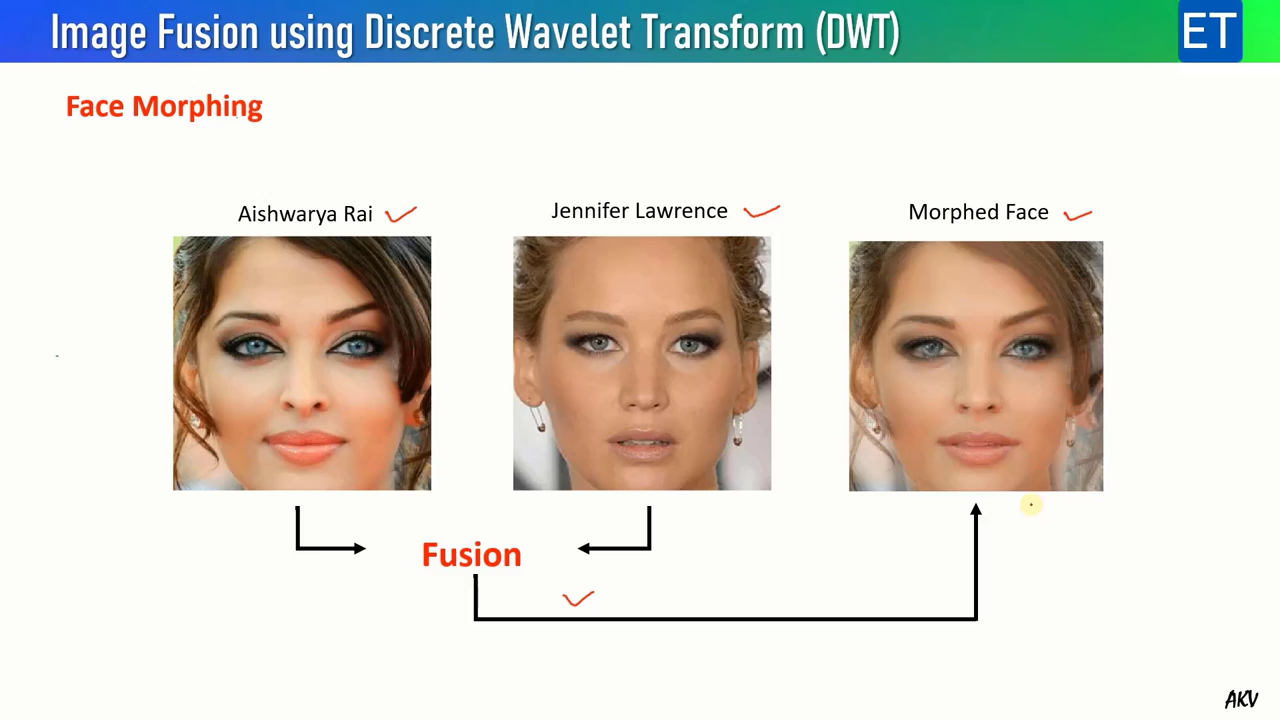 Image Fusion using Discrete Wavelet Transform (DWT)
ET
Face Morphing
Aishwarya Rai
Jennifer Lawrence
Morphed Face
Fusion
AKV